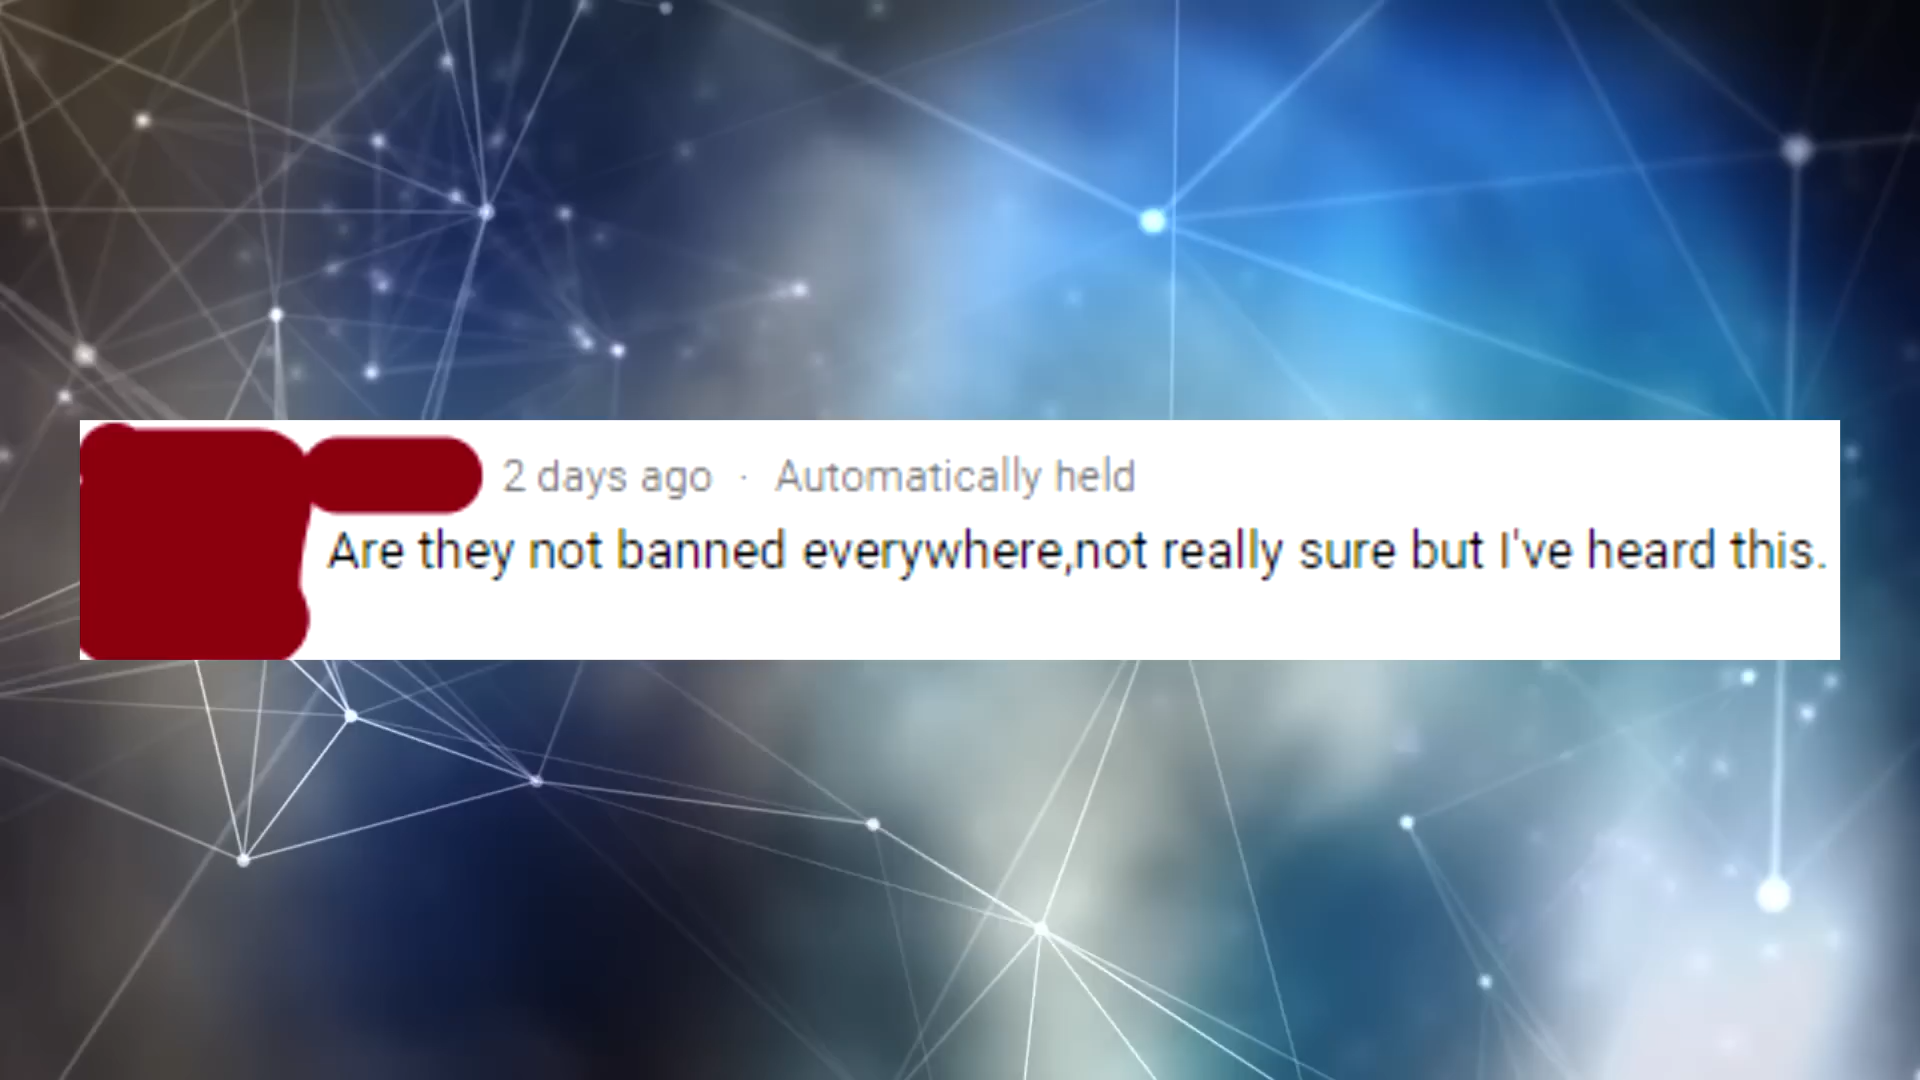 2 days ago · Automatically held
Are they not banned everywhere,not really sure but I've heard this.